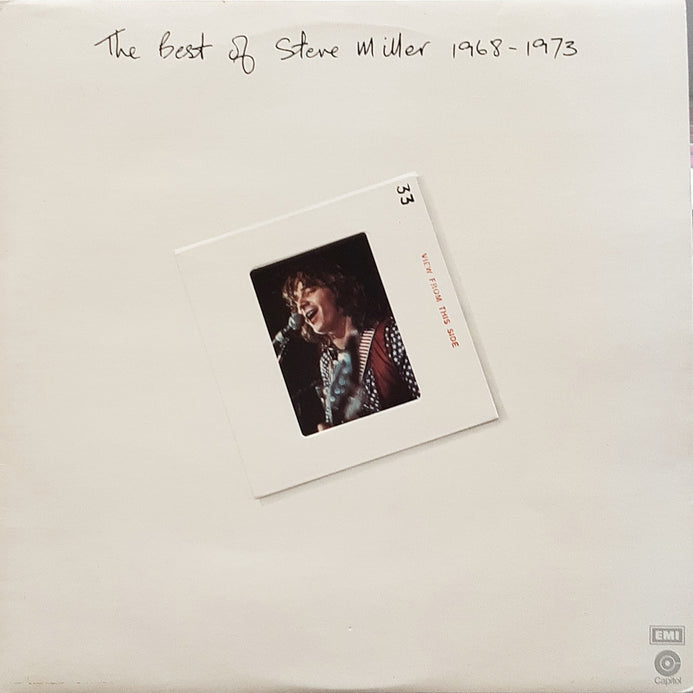 The Best of Steve Miller 1968-1973
33
VIEW FROM THIS SIDE
EMI
Capitol